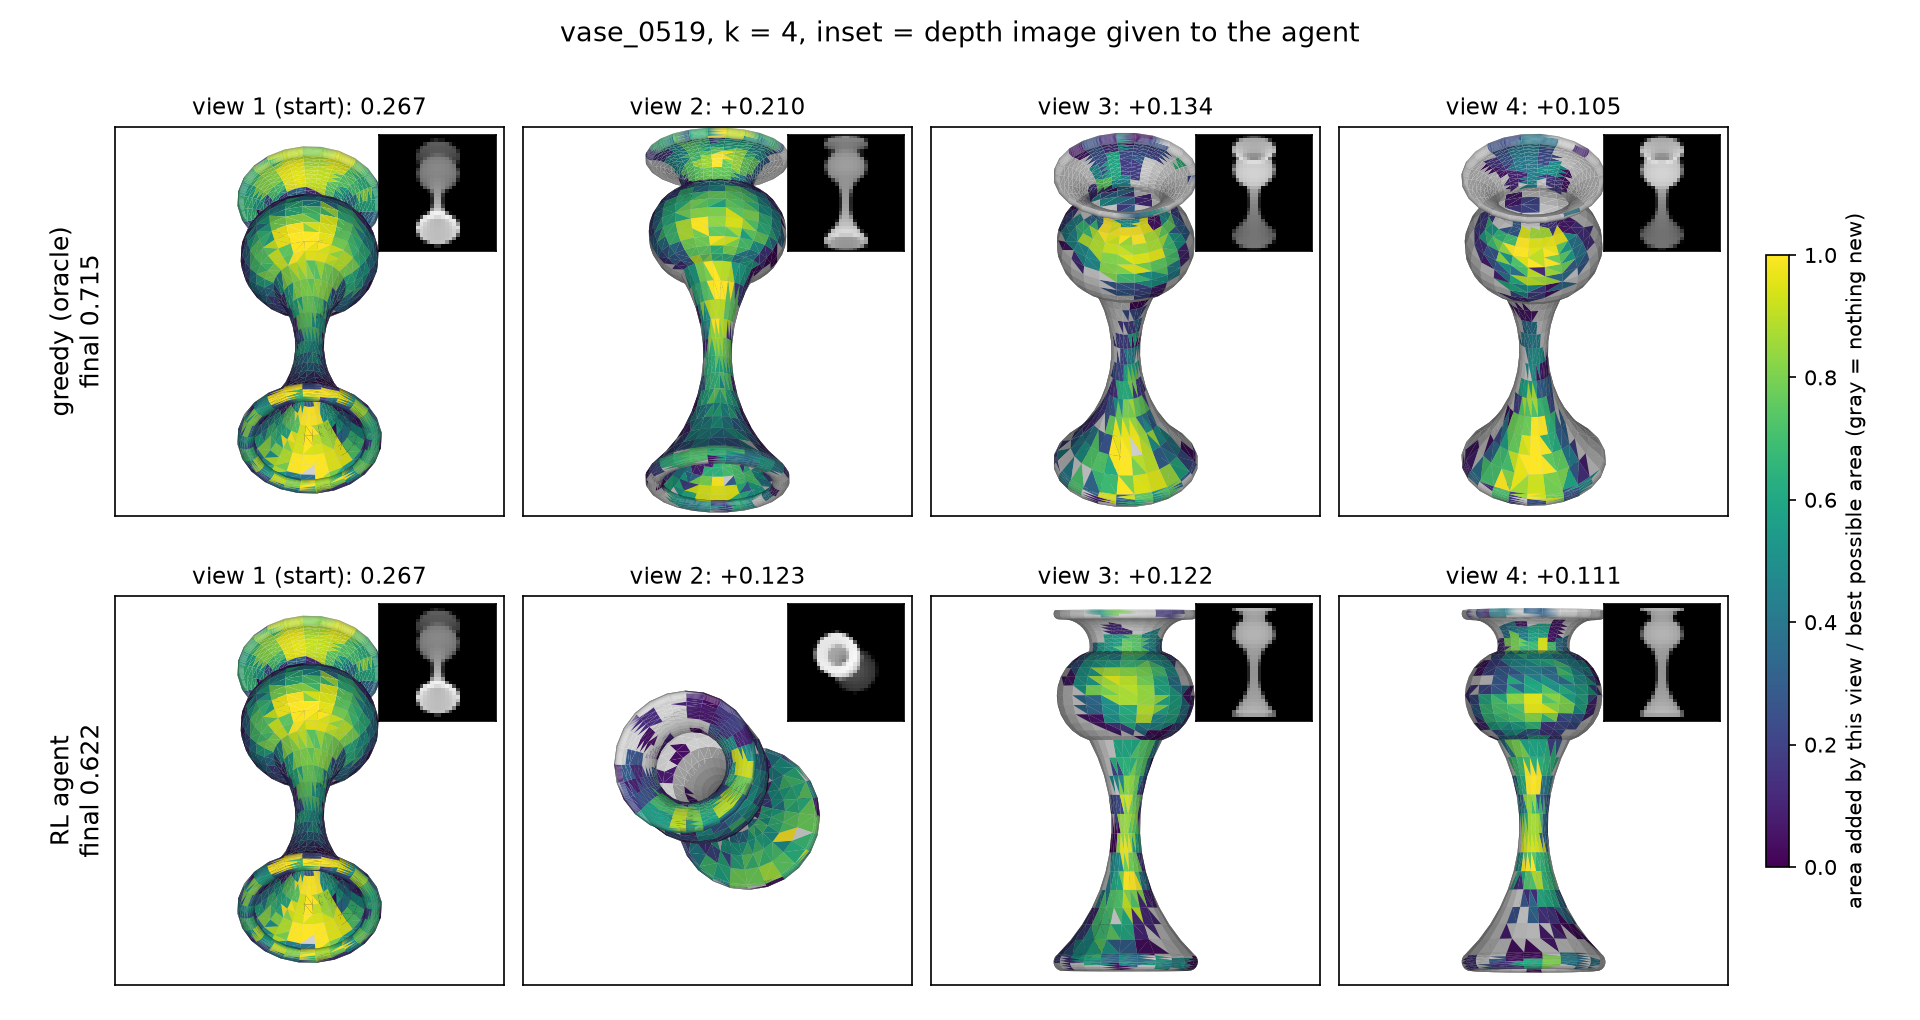 vase_0519, k = 4, inset = depth image given to the agent
view 1 (start): 0.267
view 2: +0.210
view 3: +0.134
view 4: +0.105
greedy (oracle)
final 0.715
view 1 (start): 0.267
view 2: +0.123
view 3: +0.122
view 4: +0.111
RL agent
final 0.622
1.0
0.8
0.6
0.4
0.2
0.0
area added by this view / best possible area (gray = nothing new)